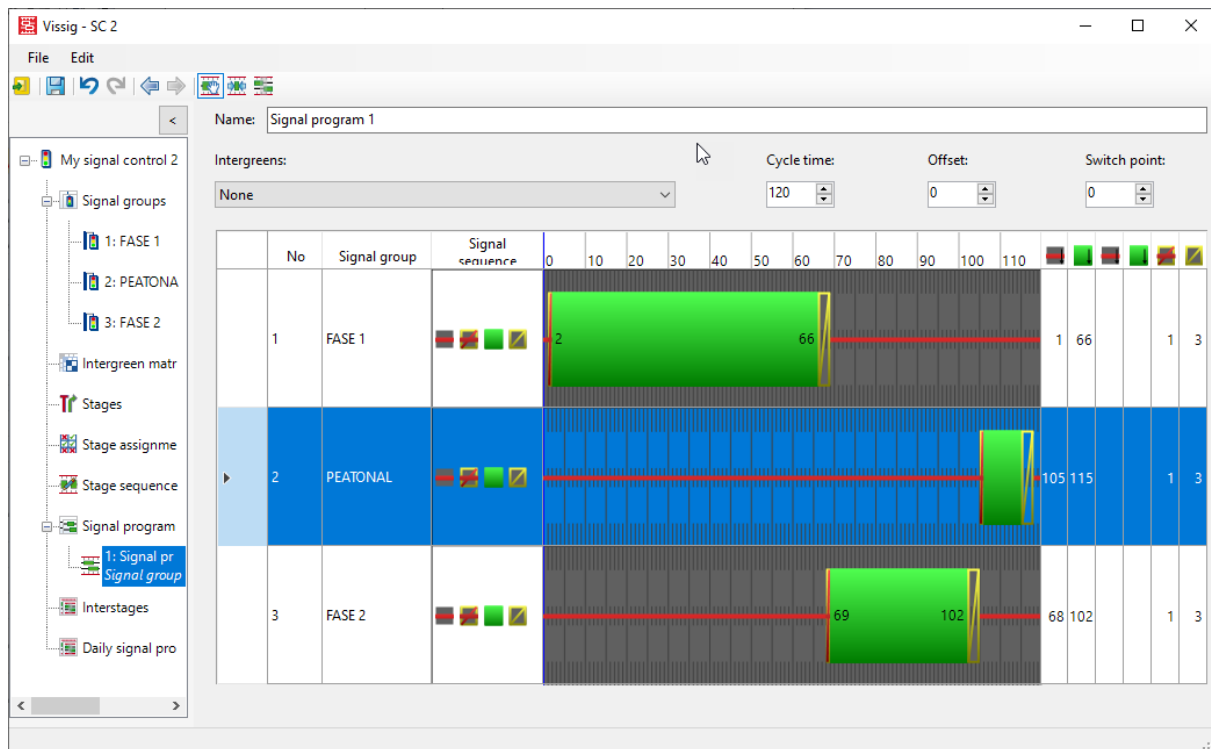 Vissig - SC 2
File Edit
<
Name: Signal program 1
My signal control 2
Signal groups
1: FASE 1
2: PEATONA
3: FASE 2
Intergreen matr
Stages
Stage assignme
Stage sequence
Signal program
1: Signal pr
Signal group
Interstages
Daily signal pro
Intergreens: Cycle time: Offset: Switch point:
None 120 0 0
No Signal group Signal sequence 0 10 20 30 40 50 60 70 80 90 100 110
1 FASE 1 2 66 1 66 1 3
2 PEATONAL 105 115 1 3
3 FASE 2 69 102 68 102 1 3